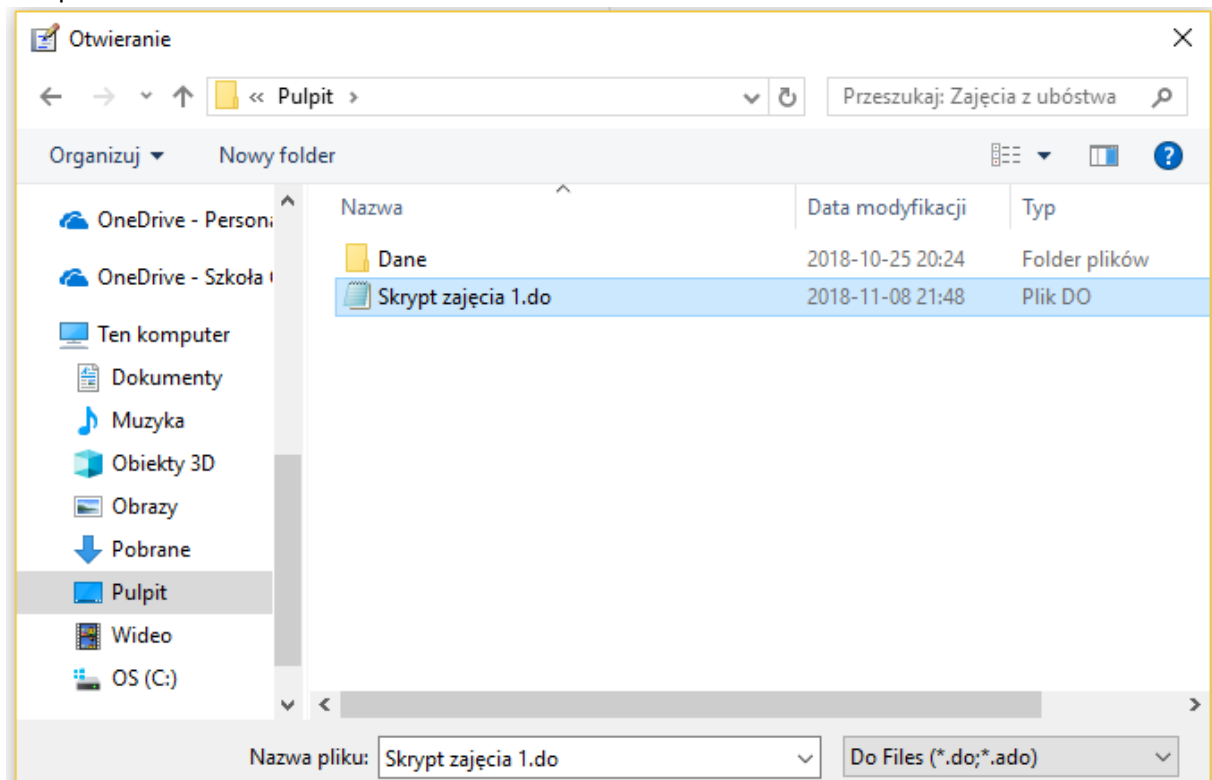 Otwieranie
« Pulpit ›
Przeszukaj: Zajęcia z ubóstwa
Organizuj
Nowy folder
OneDrive - Persona
OneDrive - Szkoła
Ten komputer
Dokumenty
Muzyka
Obiekty 3D
Obrazy
Pobrane
Pulpit
Wideo
OS (C:)
Nazwa Data modyfikacji Typ
Dane 2018-10-25 20:24 Folder plików
Skrypt zajęcia 1.do 2018-11-08 21:48 Plik DO
Nazwa pliku: Skrypt zajęcia 1.do
Do Files (*.do;*.ado)